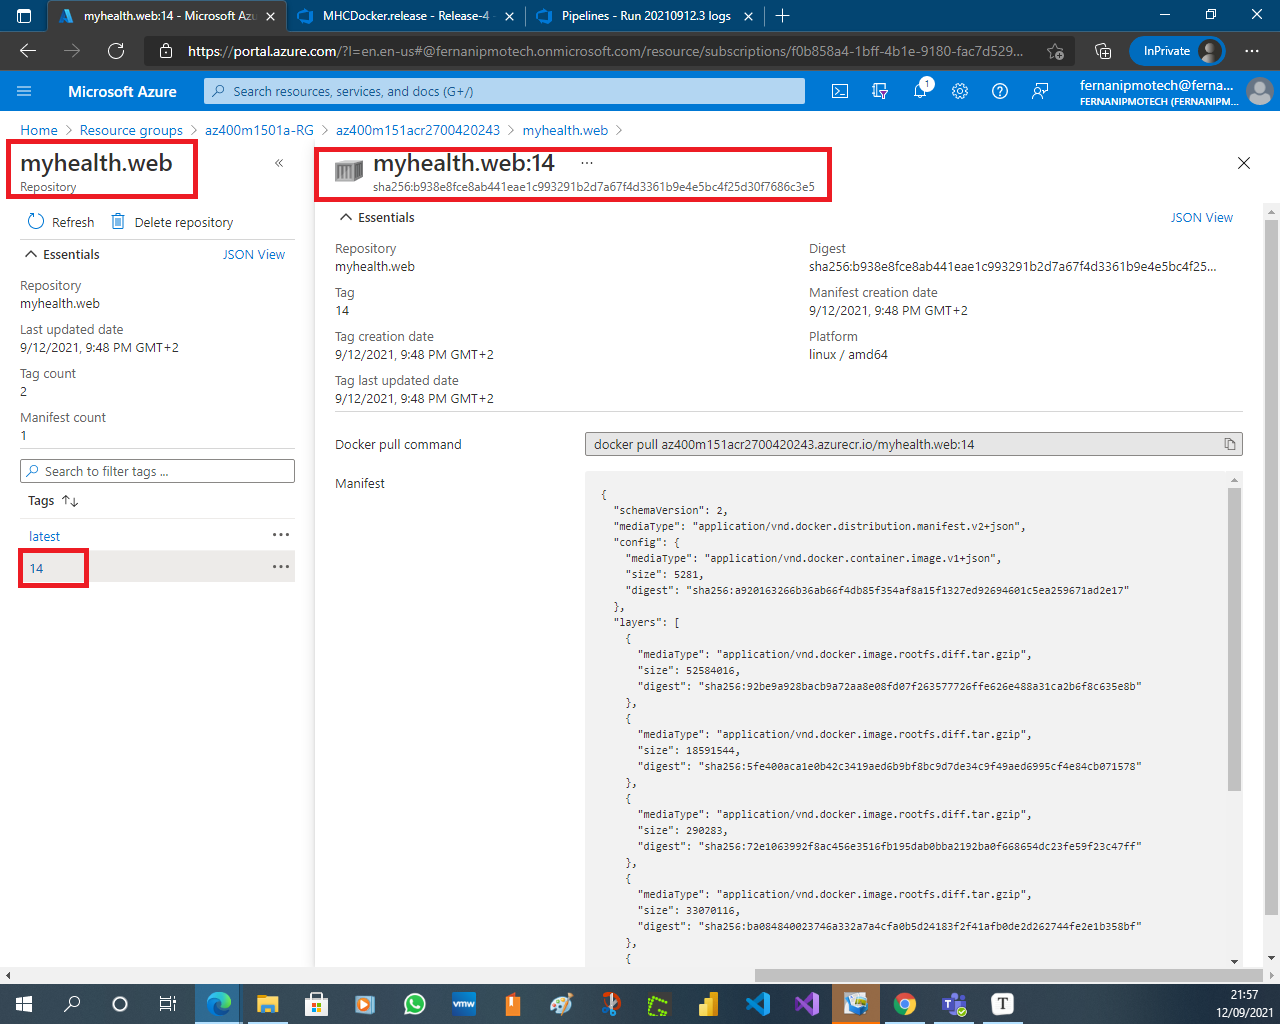 myhealth.web:14 - Microsoft Azu
MHCDocker.release - Release-4 -
Pipelines - Run 20210912.3 logs
https://portal.azure.com/?l=en.en-us#@fernanipmotech.onmicrosoft.com/resource/subscriptions/f0b858a4-1bff-4b1e-9180-fac7d529...
InPrivate
Microsoft Azure
Search resources, services, and docs (G+/)
1
fernanipmotech@ferna...
FERNANIPMOTECH (FERNANIPM...
Home > Resource groups > az400m1501a-RG > az400m151acr2700420243 > myhealth.web >
myhealth.web
Repository
«
Refresh
Delete repository
Essentials
JSON View
Repository
myhealth.web
Last updated date
9/12/2021, 9:48 PM GMT+2
Tag count
2
Manifest count
1
Search to filter tags ...
Tags ↑↓
latest
...
14
...
myhealth.web:14
...
sha256:b938e8fce8ab441eae1c993291b2d7a67f4d3361b9e4e5bc4f25d30f7686c3e5
Essentials
JSON View
Repository
myhealth.web
Tag
14
Tag creation date
9/12/2021, 9:48 PM GMT+2
Tag last updated date
9/12/2021, 9:48 PM GMT+2
Digest
sha256:b938e8fce8ab441eae1c993291b2d7a67f4d3361b9e4e5bc4f25...
Manifest creation date
9/12/2021, 9:48 PM GMT+2
Platform
linux / amd64
Docker pull command
docker pull az400m151acr2700420243.azurecr.io/myhealth.web:14
Manifest
{
"schemaVersion": 2,
"mediaType": "application/vnd.docker.distribution.manifest.v2+json",
"config": {
"mediaType": "application/vnd.docker.container.image.v1+json",
"size": 5281,
"digest": "sha256:a920163266b36ab66f4db85f354af8a15f1327ed92694601c5ea259671ad2e17"
},
"layers": [
{
"mediaType": "application/vnd.docker.image.rootfs.diff.tar.gzip",
"size": 52584016,
"digest": "sha256:92be9a928bacb9a72aa8e08fd07f263577726ffe626e488a31ca2b6f8c635e8b"
},
{
"mediaType": "application/vnd.docker.image.rootfs.diff.tar.gzip",
"size": 18591544,
"digest": "sha256:5fe400aca1e0b42c3419aed6b9bf8bc9d7de34c9f49aed6995cf4e84cb071578"
},
{
"mediaType": "application/vnd.docker.image.rootfs.diff.tar.gzip",
"size": 290283,
"digest": "sha256:72e1063992f8ac456e3516fb195dab0bba2192ba0f668654dc23fe59f23c47ff"
},
{
"mediaType": "application/vnd.docker.image.rootfs.diff.tar.gzip",
"size": 33070116,
"digest": "sha256:ba084840023746a332a7a4cfa0b5d24183f2f41afb0de2d262744fe2e1b358bf"
},
{
vmw
T
21:57
12/09/2021